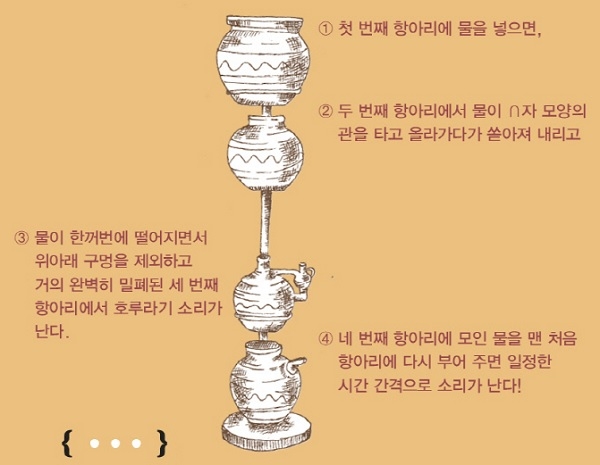 ① 첫 번째 항아리에 물을 넣으면,
② 두 번째 항아리에서 물이 ∩자 모양의
관을 타고 올라가다가 쏟아져 내리고
③ 물이 한꺼번에 떨어지면서
위아래 구멍을 제외하고
거의 완벽히 밀폐된 세 번째
항아리에서 호루라기 소리가
난다.
④ 네 번째 항아리에 모인 물을 맨 처음
항아리에 다시 부어 주면 일정한
시간 간격으로 소리가 난다!
{ ••• }